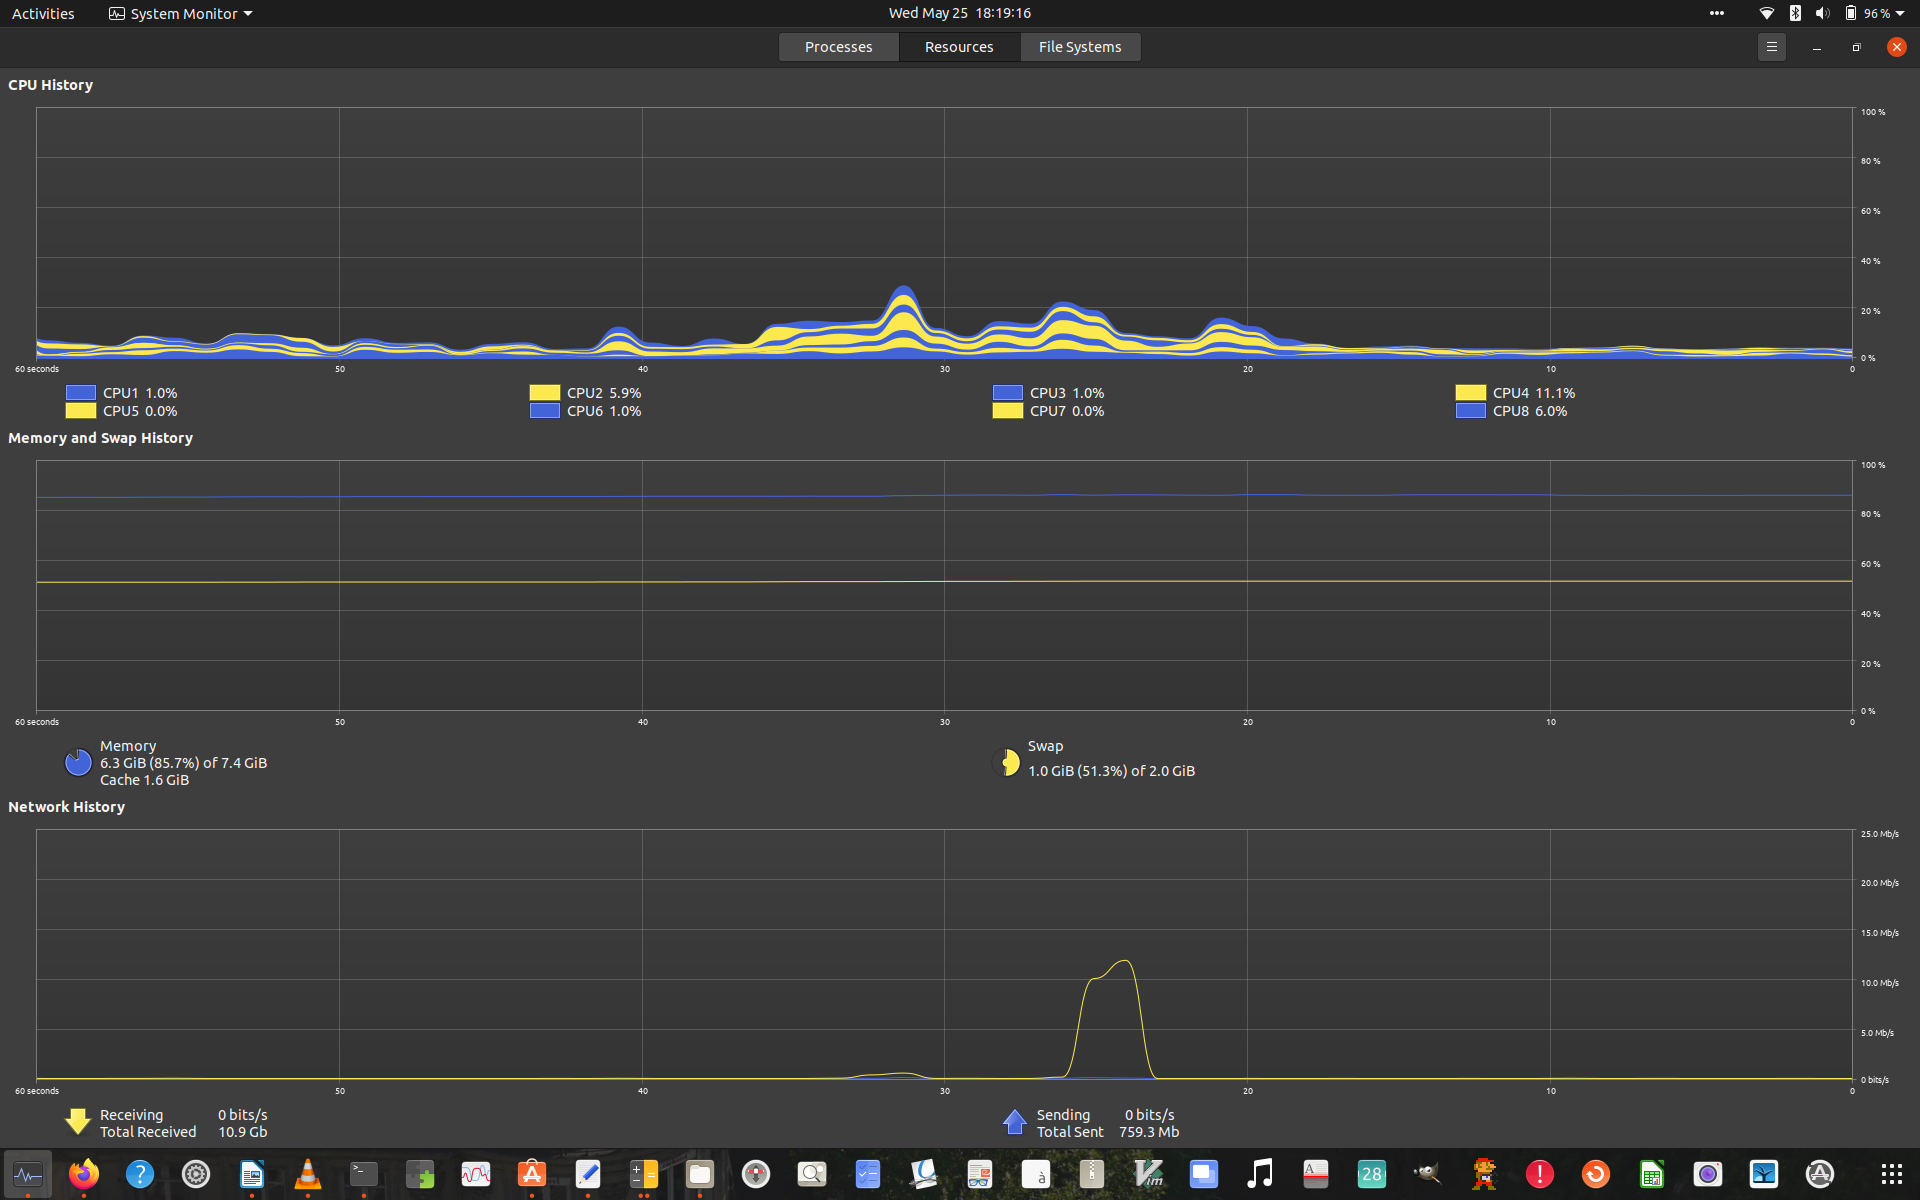 Activities System Monitor Wed May 25 18:19:16 96 %
Processes Resources File Systems
CPU History
100 %
80 %
60 %
40 %
20 %
0 %
60 seconds 50 40 30 20 10 0
CPU1 1.0% CPU2 5.9% CPU3 1.0% CPU4 11.1%
CPU5 0.0% CPU6 1.0% CPU7 0.0% CPU8 6.0%
Memory and Swap History
100 %
80 %
60 %
40 %
20 %
0 %
60 seconds 50 40 30 20 10 0
Memory
6.3 GiB (85.7%) of 7.4 GiB
Cache 1.6 GiB
Swap
1.0 GiB (51.3%) of 2.0 GiB
Network History
25.0 Mb/s
20.0 Mb/s
15.0 Mb/s
10.0 Mb/s
5.0 Mb/s
0 bits/s
60 seconds 50 40 30 20 10 0
Receiving 0 bits/s Sending 0 bits/s
Total Received 10.9 Gb Total Sent 759.3 Mb
? >_ A à Vim A 28 !